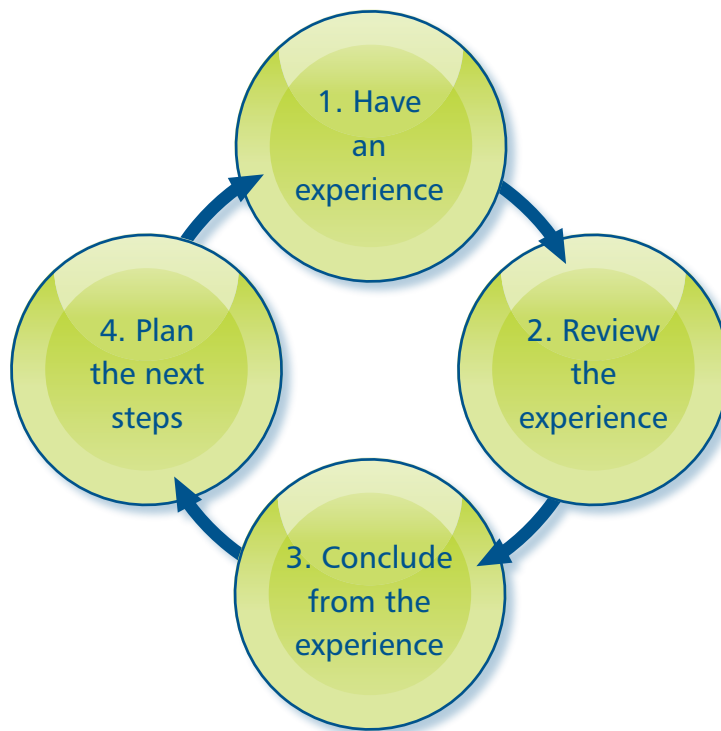 1. Have
an
experience
2. Review
the
experience
3. Conclude
from the
experience
4. Plan
the next
steps